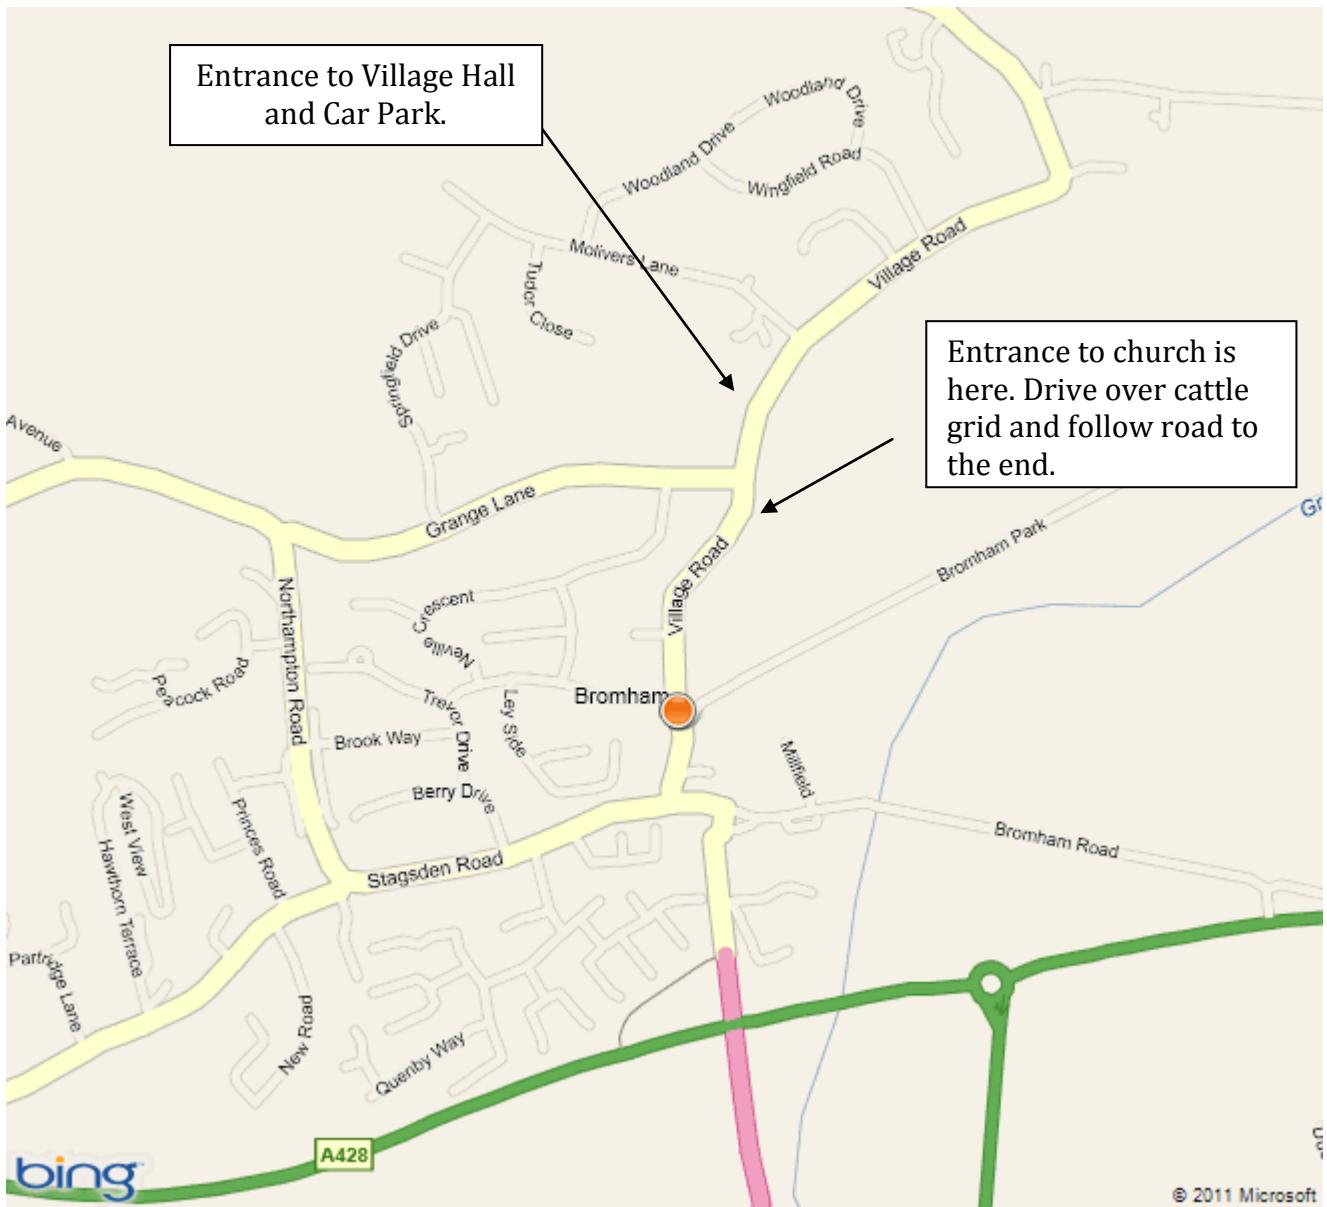 Entrance to Village Hall
and Car Park.
Woodland Drive
Woodland Drive
Wingfield Road
Molivers Lane
Village Road
Tudor Close
Springfield Drive
Entrance to church is
here. Drive over cattle
grid and follow road to
the end.
Avenue
Grange Lane
Gr
Bromham Park
Village Road
Northampton Road
Neville Crescent
Peacock Road
Trevor Drive
Ley Side
Bromham
Brook Way
Millfield
Berry Drive
West View
Princes Road
Hawthorn Terrace
Stagsden Road
Bromham Road
Partridge Lane
New Road
Quenby Way
A428
bing
© 2011 Microsoft